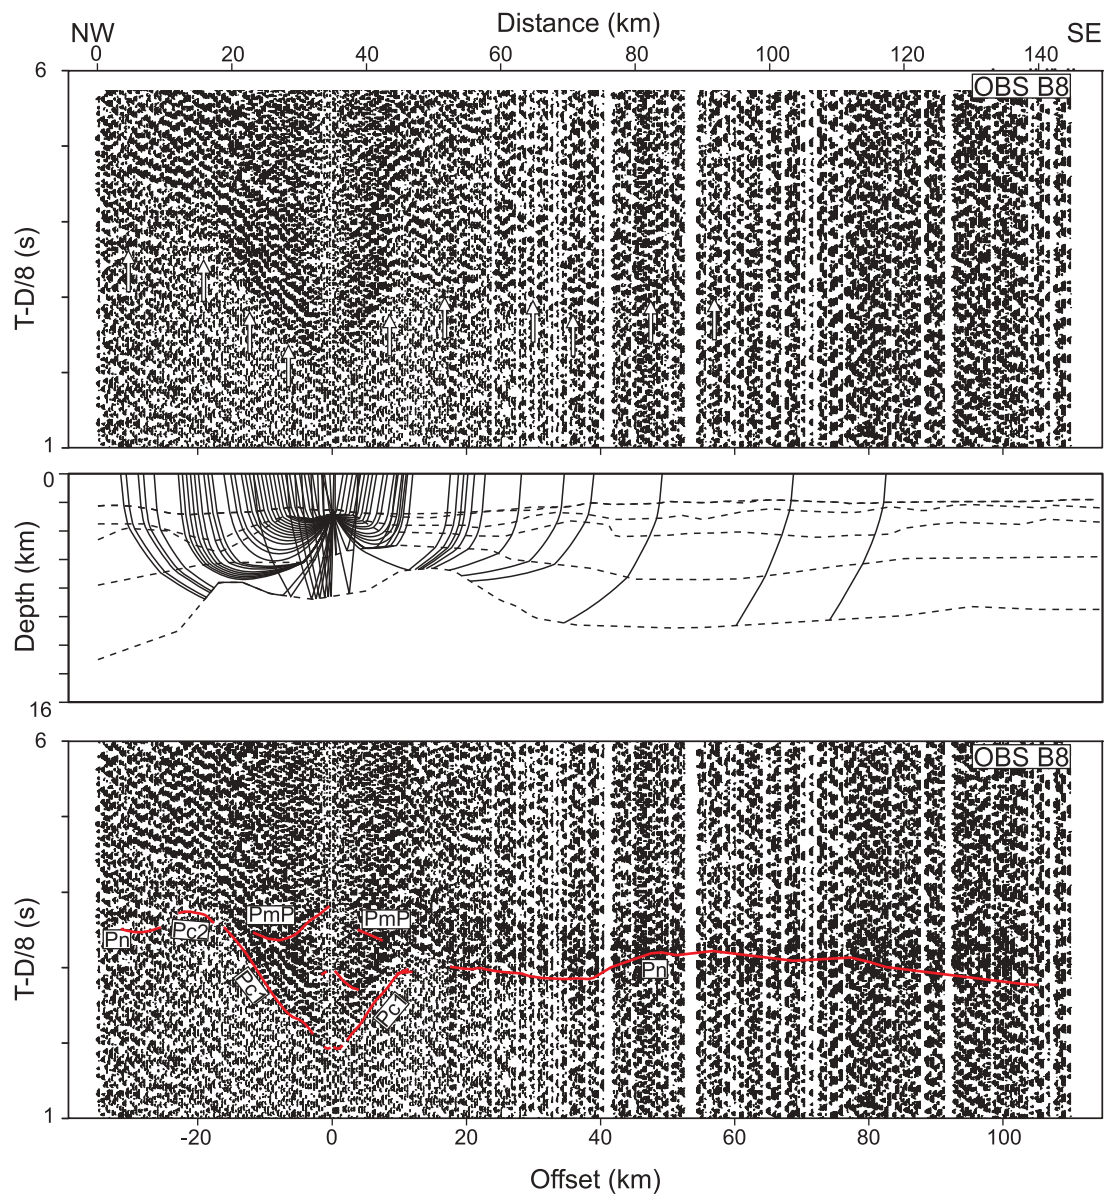 Distance (km)
NW
SE
0 20 40 60 80 100 120 140
6
OBS B8
T-D/8 (s)
1
0
Depth (km)
16
6
OBS B8
T-D/8 (s)
PmP
PmP
Pn
Pc2
Pn
Pc1
Pc1
1
-20 0 20 40 60 80 100
Offset (km)